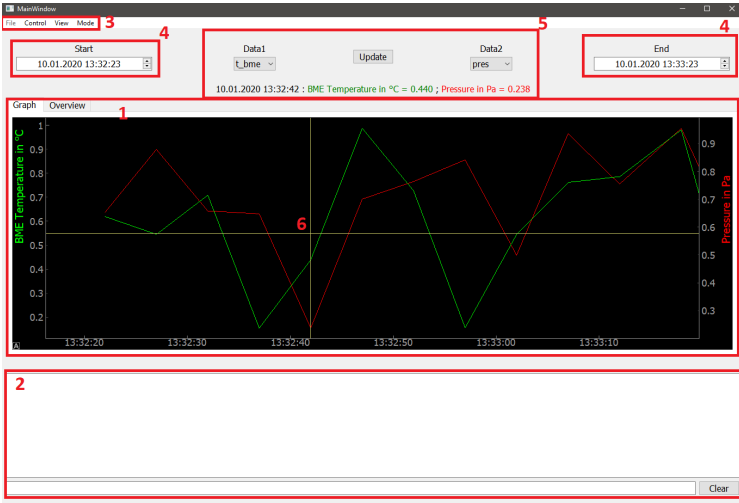 MainWindow
File Control View Mode
3
4
5
4
Start
Data1
Data2
End
10.01.2020 13:32:23
t_bme
Update
pres
10.01.2020 13:33:23
10.01.2020 13:32:42 : BME Temperature in °C = 0.440 ; Pressure in Pa = 0.238
Graph Overview
1
BME Temperature in °C
1
0.9
0.8
0.7
0.6
0.5
0.4
0.3
0.2
6
0.9
0.8
0.7
0.6
0.5
0.4
0.3
Pressure in Pa
A
13:32:20 13:32:30 13:32:40 13:32:50 13:33:00 13:33:10
2
Clear